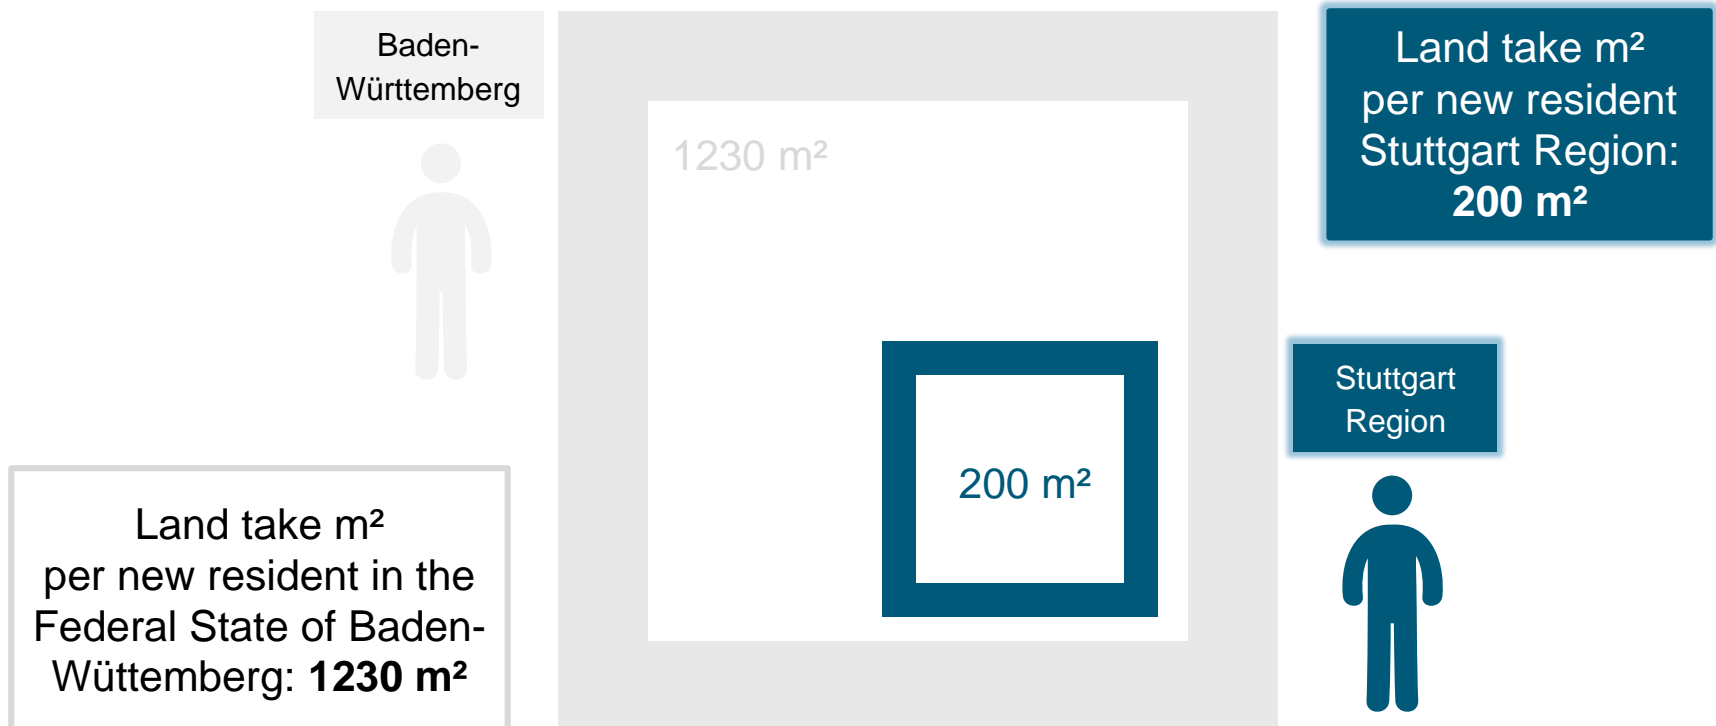 Baden-
Württemberg
1230 m²
Land take m²
per new resident
Stuttgart Region:
200 m²
Stuttgart
Region
200 m²
Land take m²
per new resident in the
Federal State of Baden-
Wüttemberg: 1230 m²